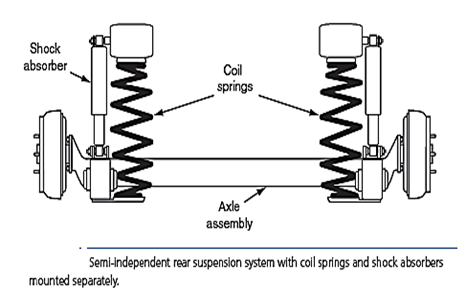 Shock
absorber
Coil
springs
Axle
assembly
Semi-independent rear suspension system with coil springs and shock absorbers
mounted separately.